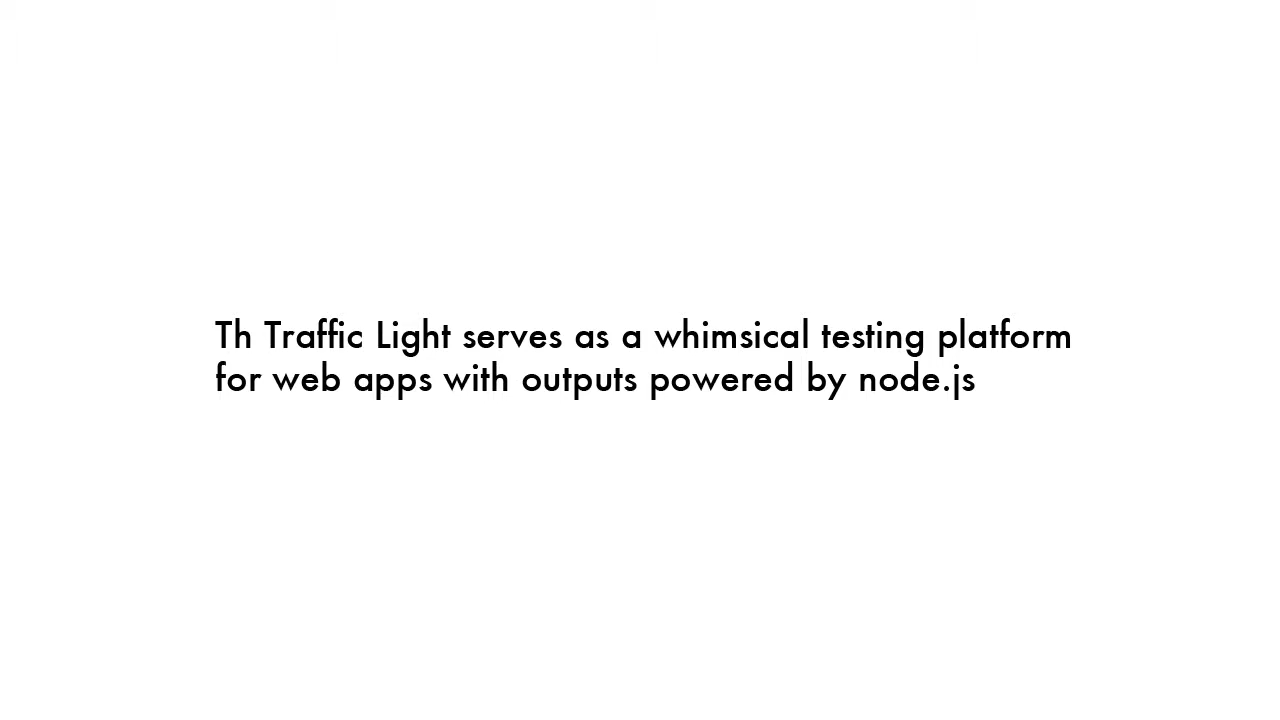 Th Traffic Light serves as a whimsical testing platform
for web apps with outputs powered by node.js